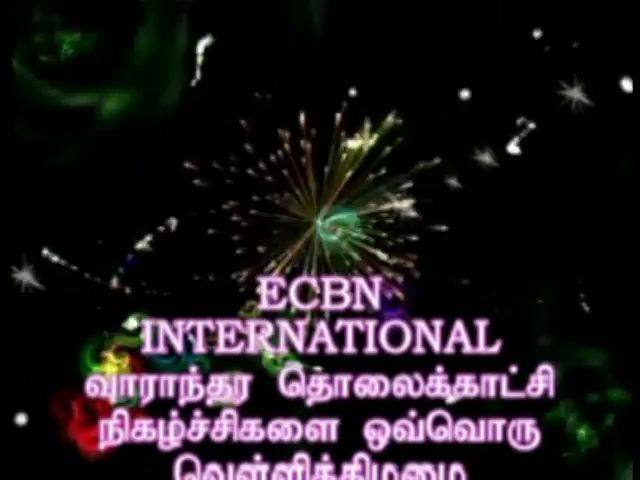 ECBN
INTERNATIONAL
வாராந்தர தொலைக்காட்சி
நிகழ்ச்சிகளை ஒவ்வொரு
வெள்ளிக்கிழமை